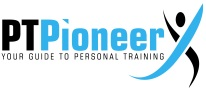 PTPioneer
YOUR GUIDE TO PERSONAL TRAINING